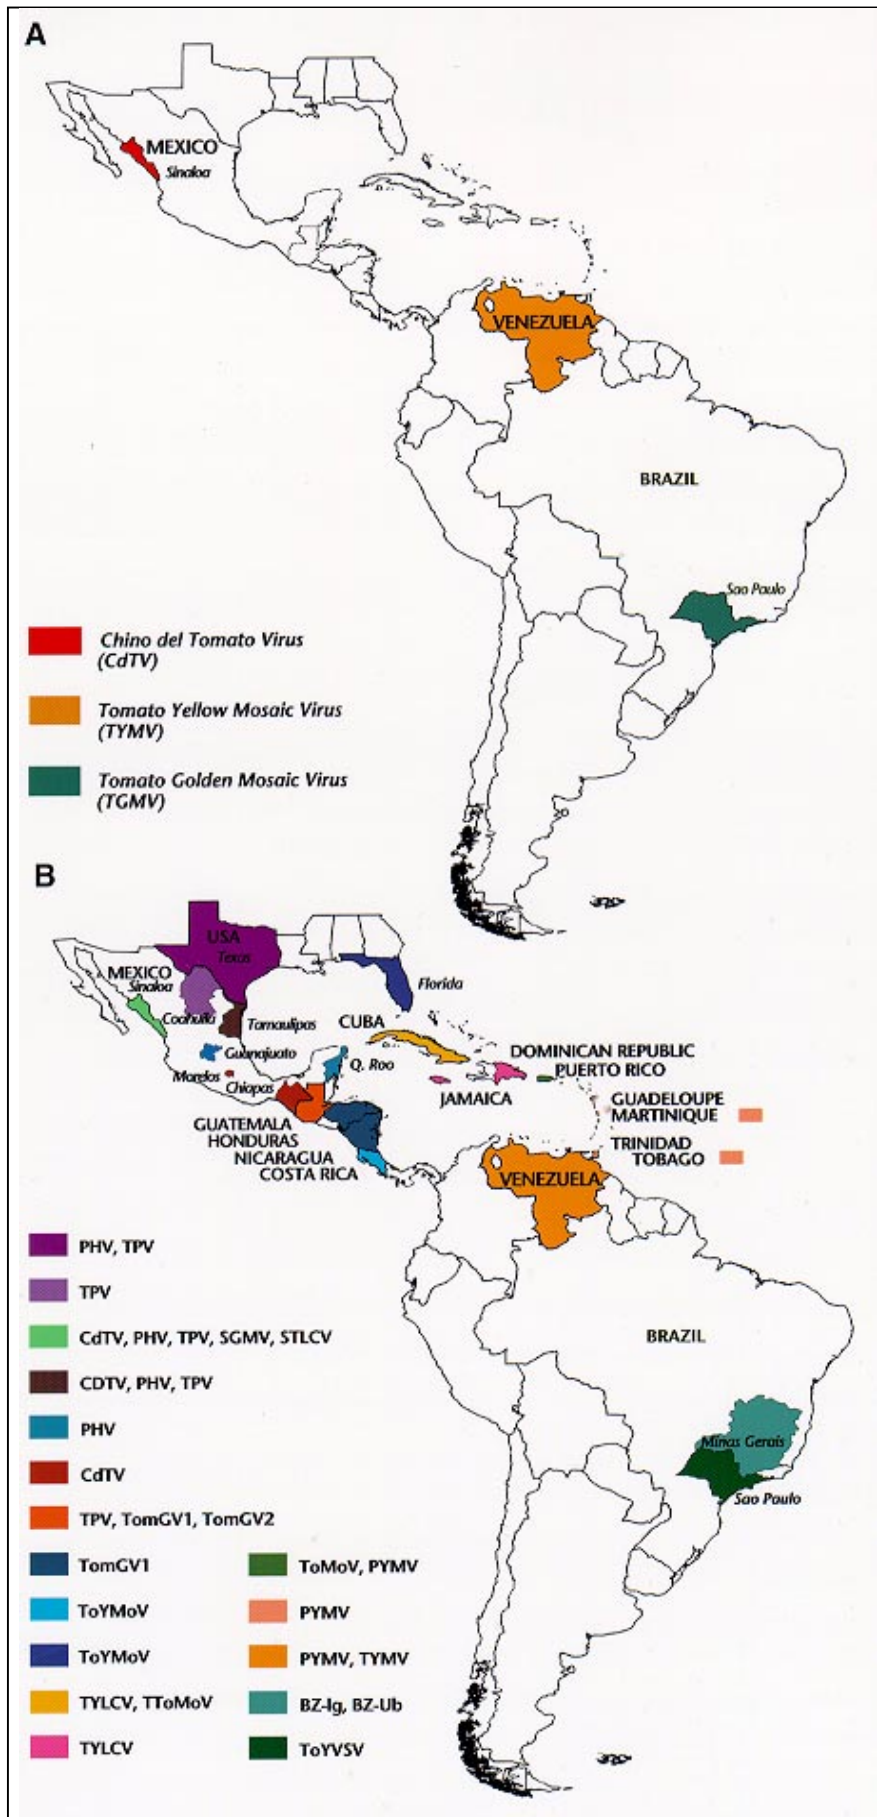 A
MEXICO
Sinaloa
VENEZUELA
BRAZIL
Sao Paulo
Chino del Tomato Virus
(CdTV)
Tomato Yellow Mosaic Virus
(TYMV)
Tomato Golden Mosaic Virus
(TGMV)
B
USA
Texas
MEXICO
Sinaloa
Florida
Coahuila
Tamaulipas
CUBA
Guanajuato
Q. Roo
DOMINICAN REPUBLIC
PUERTO RICO
Morelos
Chiapas
JAMAICA
GUADELOUPE
MARTINIQUE
GUATEMALA
HONDURAS
NICARAGUA
COSTA RICA
TRINIDAD
TOBAGO
VENEZUELA
BRAZIL
Minas Gerais
Sao Paulo
PHV, TPV
TPV
CdTV, PHV, TPV, SGMV, STLCV
CDTV, PHV, TPV
PHV
CdTV
TPV, TomGV1, TomGV2
TomGV1
ToYMoV
ToYMoV
TYLCV, TToMoV
TYLCV
ToMoV, PYMV
PYMV
PYMV, TYMV
BZ-Ig, BZ-Ub
ToYVSV